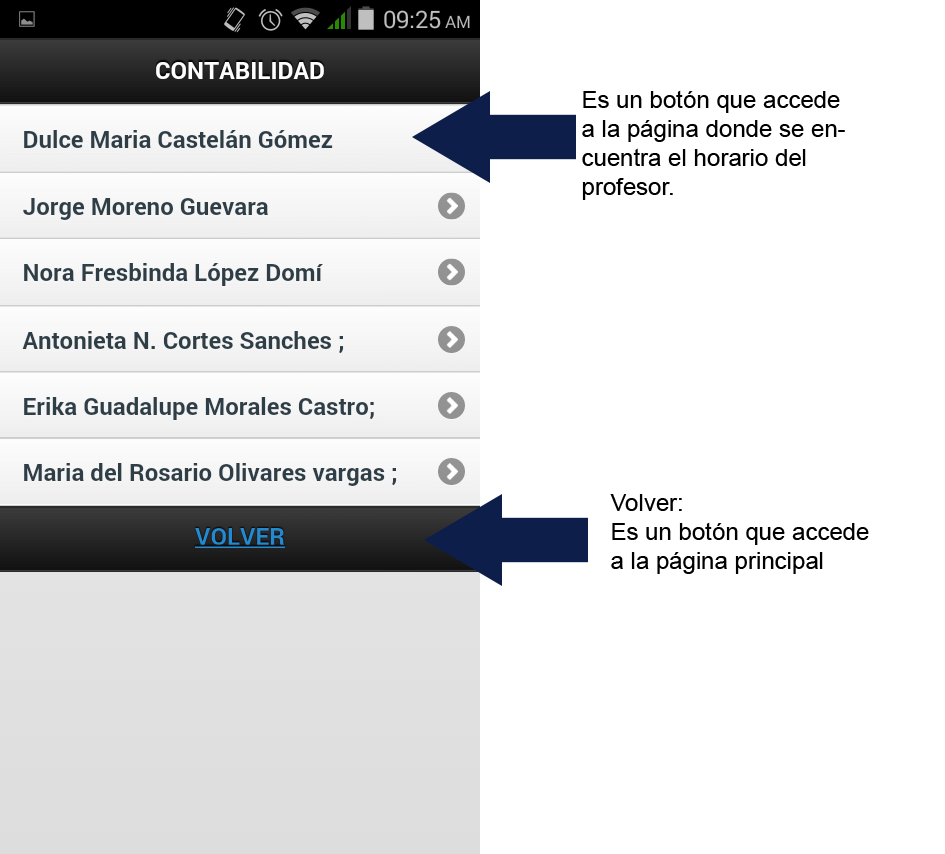 09:25 AM
CONTABILIDAD
Dulce Maria Castelán Gómez
Jorge Moreno Guevara
Nora Fresbinda López Domí
Antonieta N. Cortes Sanches ;
Erika Guadalupe Morales Castro;
Maria del Rosario Olivares vargas ;
VOLVER
Es un botón que accede
a la página donde se en-
cuentra el horario del
profesor.
Volver:
Es un botón que accede
a la página principal